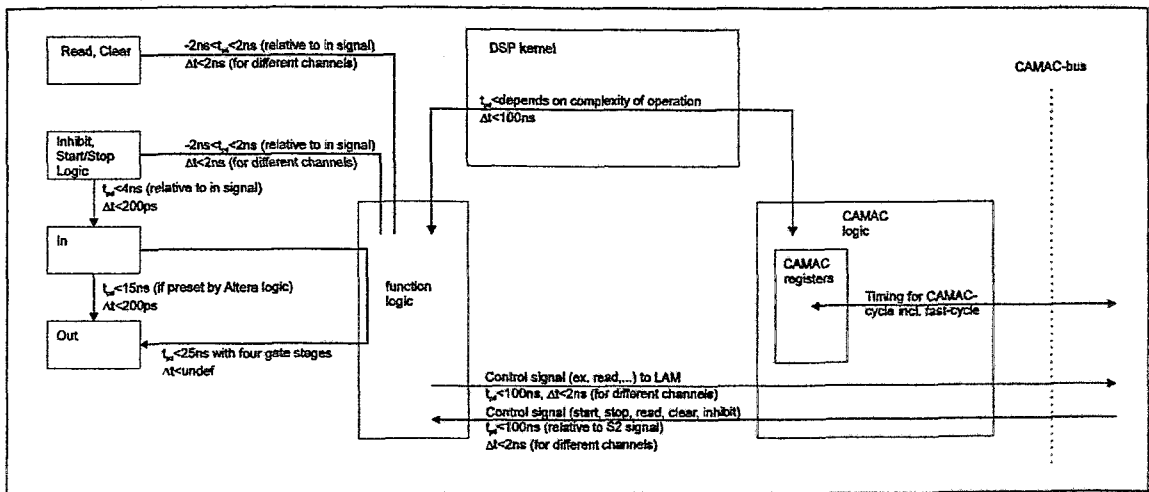 Read, Clear
-2ns<t_pd<2ns (relative to in signal)
Δt<2ns (for different channels)
DSP kernel
CAMAC-bus
t_pd<depends on complexity of operation
Δt<100ns
Inhibit,
Start/Stop
Logic
-2ns<t_pd<2ns (relative to in signal)
Δt<2ns (for different channels)
t_pd<4ns (relative to in signal)
Δt<200ps
In
CAMAC
logic
CAMAC
registers
t_pd<15ns (if preset by Altera logic)
Δt<200ps
function
logic
Timing for CAMAC-
cycle incl. fast-cycle
Out
t_pd<25ns with four gate stages
Δt<undef
Control signal (ex. read,...) to LAM
t_pd<100ns, Δt<2ns (for different channels)
Control signal (start, stop, read, clear, inhibit)
t_pd<100ns (relative to S2 signal)
Δt<2ns (for different channels)